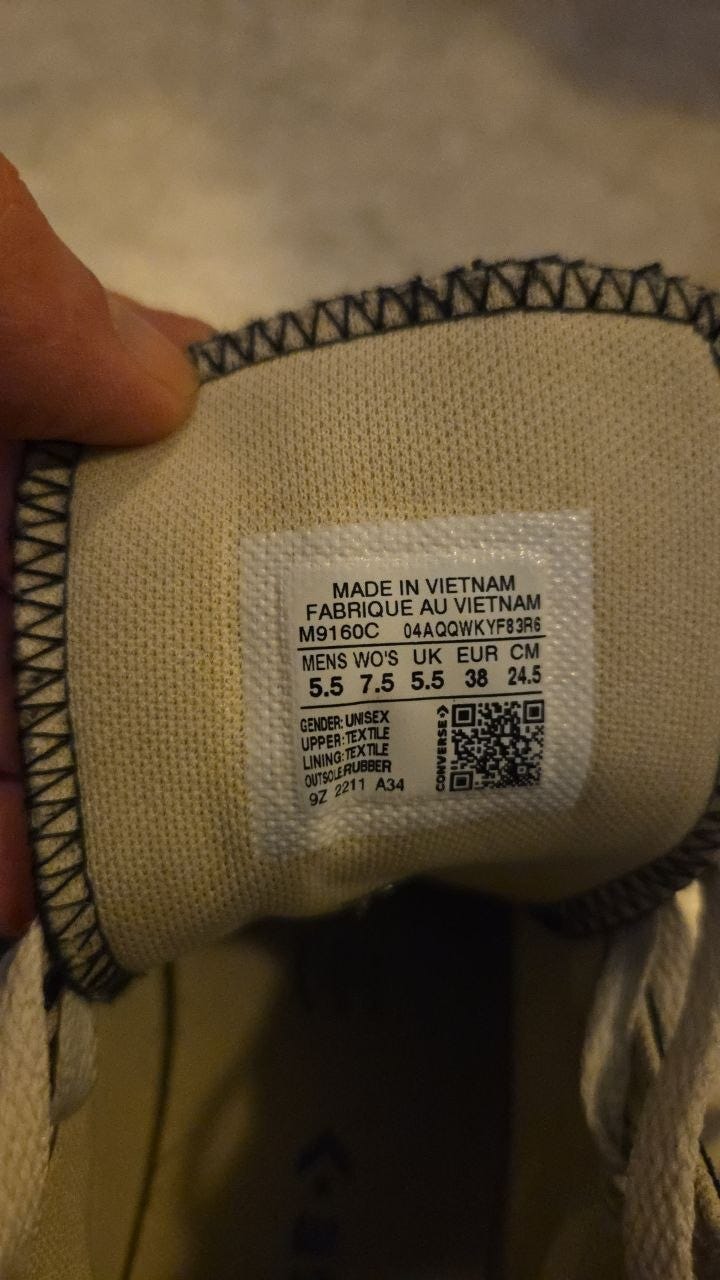 MADE IN VIETNAM
FABRIQUE AU VIETNAM
M9160C 04AQQWKYF83R6
MENS WO'S UK EUR CM
5.5 7.5 5.5 38 24.5
GENDER: UNISEX
UPPER: TEXTILE
LINING: TEXTILE
OUTSOLE RUBBER
9Z 2211 A34
CONVERSE